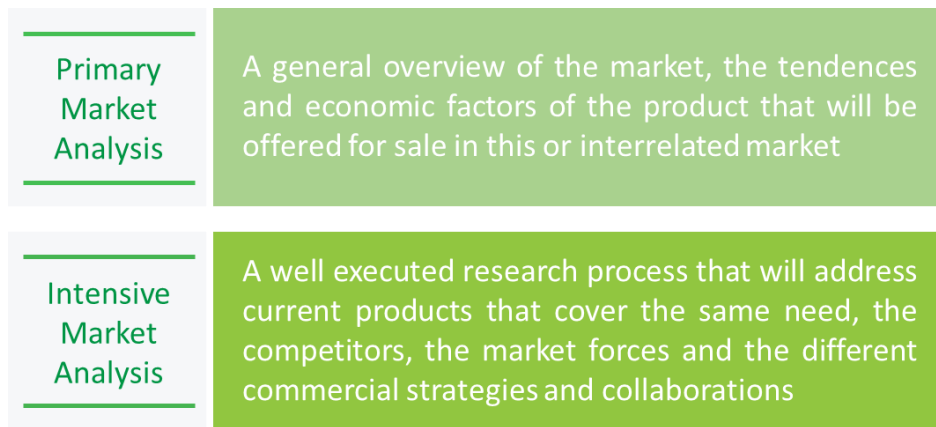 Primary
Market
Analysis
A general overview of the market, the tendences
and economic factors of the product that will be
offered for sale in this or interrelated market
Intensive
Market
Analysis
A well executed research process that will address
current products that cover the same need, the
competitors, the market forces and the different
commercial strategies and collaborations